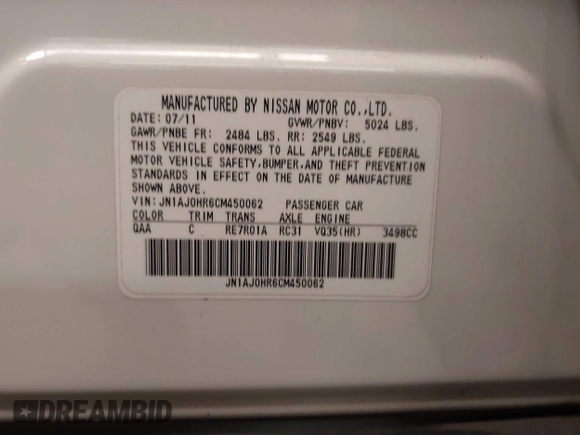 MANUFACTURED BY NISSAN MOTOR CO.,LTD.
DATE: 07/11 GVWR/PNBV: 5024 LBS.
GAWR/PNBE FR: 2484 LBS. RR: 2549 LBS.
THIS VEHICLE CONFORMS TO ALL APPLICABLE FEDERAL
MOTOR VEHICLE SAFETY,BUMPER,AND THEFT PREVENTION
STANDARDS IN EFFECT ON THE DATE OF MANUFACTURE
SHOWN ABOVE.
VIN: JN1AJ0HR6CM450062 PASSENGER CAR
COLOR TRIM TRANS AXLE ENGINE
QAA C RE7R01A RC31 VQ35(HR) 3498CC
JN1AJ0HR6CM450062
DREAMBID